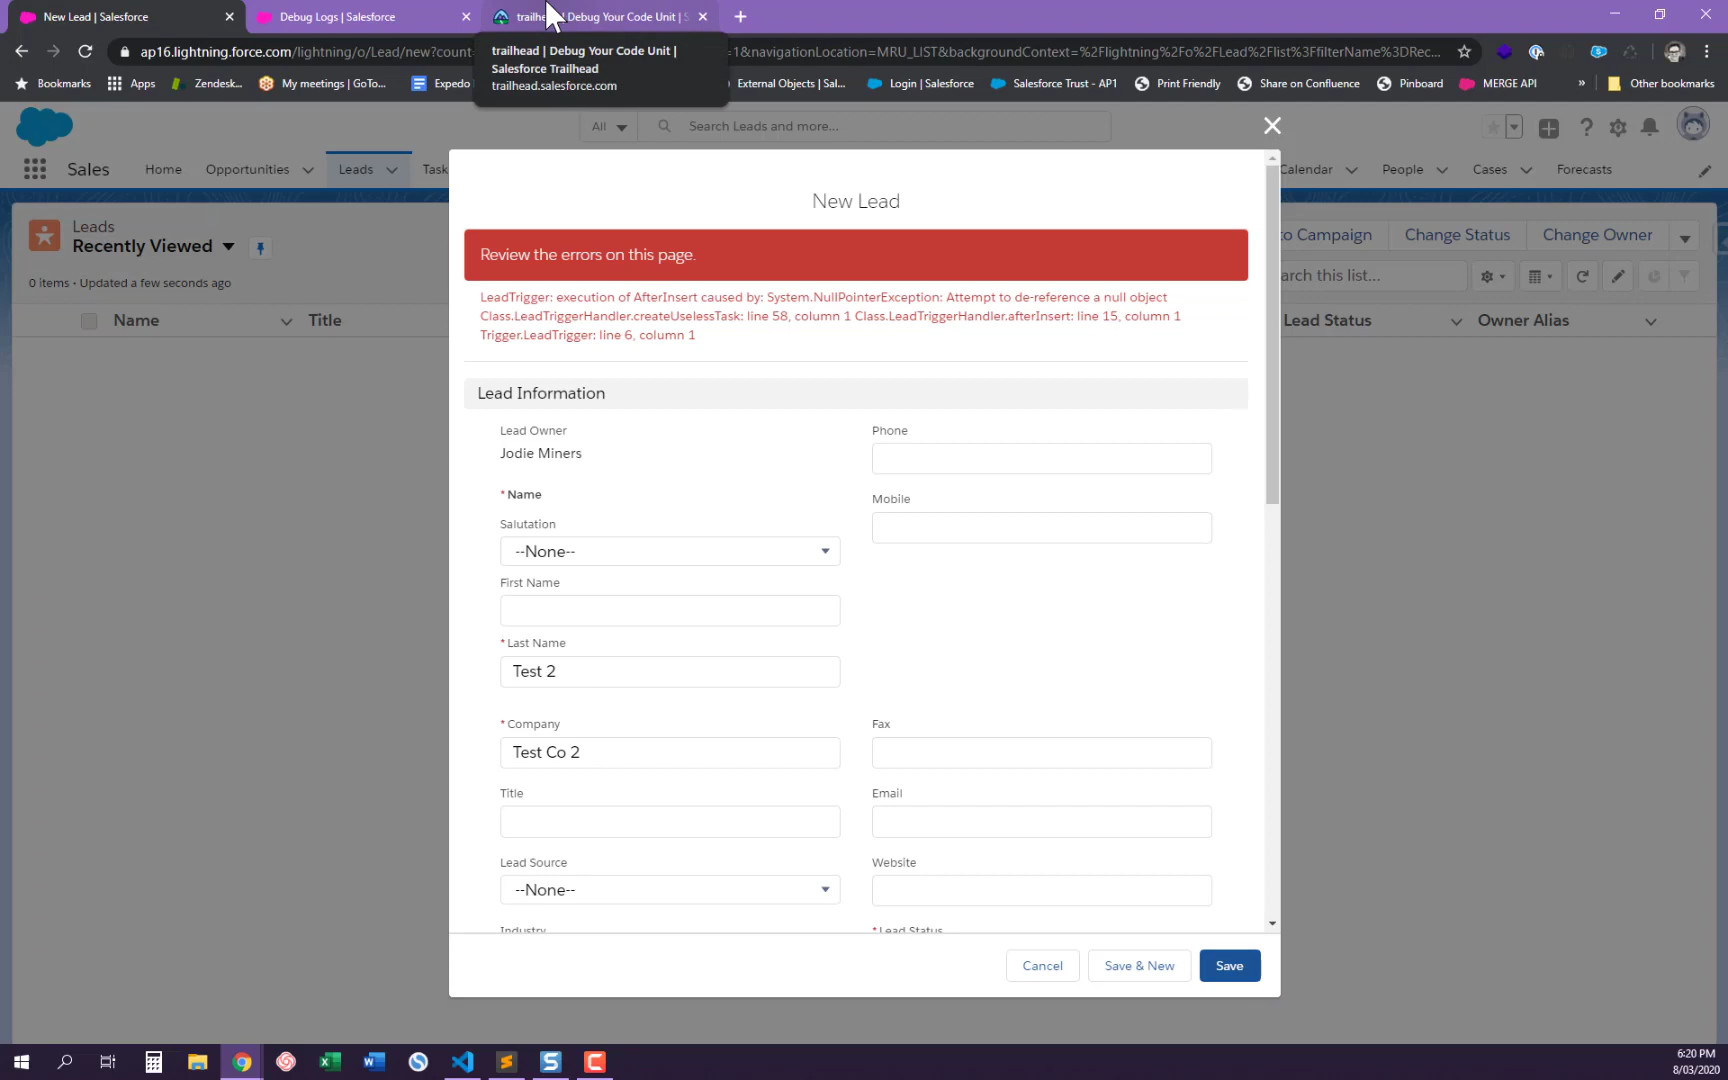 New Lead | Salesforce
Debug Logs | Salesforce
trailhead | Debug Your Code Unit | S
trailhead | Debug Your Code Unit |
Salesforce Trailhead
trailhead.salesforce.com
ap16.lightning.force.com/lightning/o/Lead/new?count= =1&navigationLocation=MRU_LIST&backgroundContext=%2Flightning%2Fo%2FLead%2Flist%3FfilterName%3DRec...
Bookmarks Apps Zendesk... My meetings | GoTo... Expedo External Objects | Sal... Login | Salesforce Salesforce Trust - AP1 Print Friendly Share on Confluence Pinboard MERGE API » Other bookmarks
All Search Leads and more...
Sales Home Opportunities Leads Task Calendar People Cases Forecasts
Leads
Recently Viewed
to Campaign Change Status Change Owner
0 items • Updated a few seconds ago
arch this list...
Name Title Lead Status Owner Alias
New Lead
Review the errors on this page.
LeadTrigger: execution of AfterInsert caused by: System.NullPointerException: Attempt to de-reference a null object
Class.LeadTriggerHandler.createUselessTask: line 58, column 1 Class.LeadTriggerHandler.afterInsert: line 15, column 1
Trigger.LeadTrigger: line 6, column 1
Lead Information
Lead Owner
Jodie Miners
Phone
* Name
Mobile
Salutation
--None--
First Name
* Last Name
Test 2
* Company
Test Co 2
Fax
Title
Email
Lead Source
--None--
Website
Industry
* Lead Status
Cancel Save & New Save
6:20 PM
8/03/2020